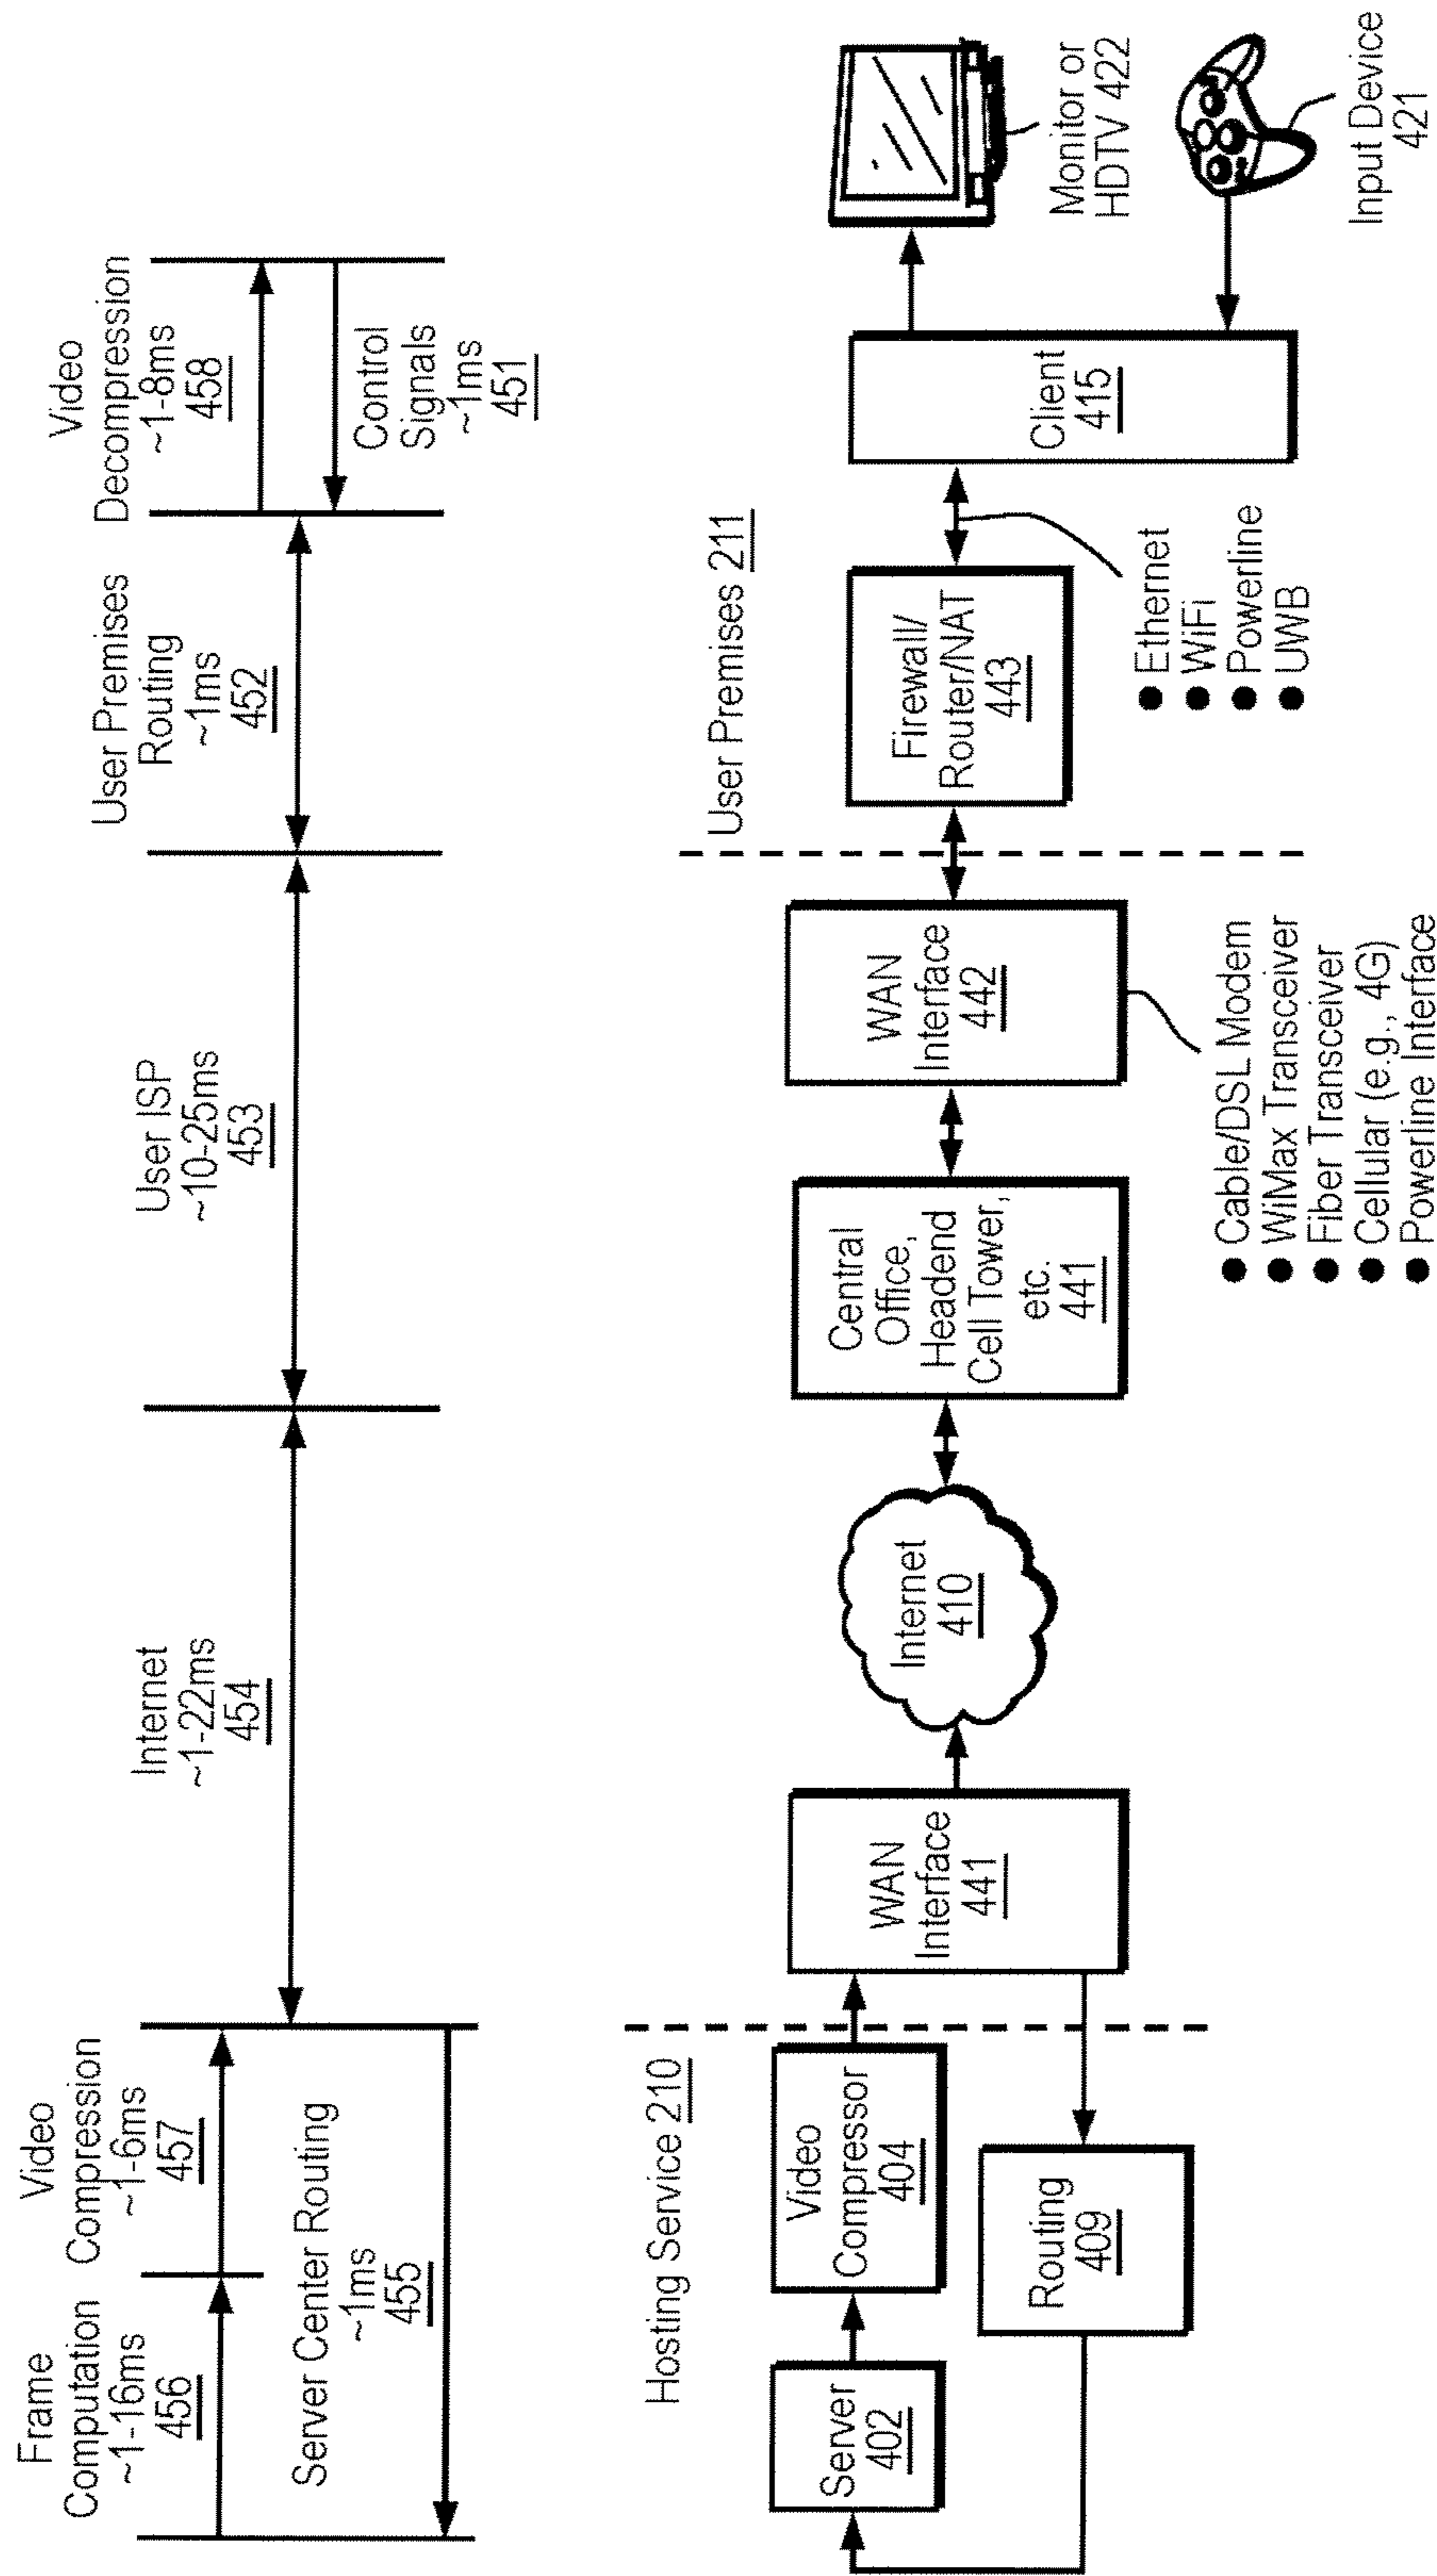 Frame
Computation
~1-16ms
456
Video
Compression
~1-6ms
457
Server Center Routing
~1ms
455
Internet
~1-22ms
454
User ISP
~10-25ms
453
User Premises
Routing
~1ms
452
Video
Decompression
~1-8ms
458
Control
Signals
~1ms
451
Hosting Service 210
Server
402
Video
Compressor
404
Routing
409
WAN
Interface
441
Internet
410
Central
Office,
Headend
Cell Tower,
etc.
441
WAN
Interface
442
● Cable/DSL Modem
● WiMax Transceiver
● Fiber Transceiver
● Cellular (e.g., 4G)
● Powerline Interface
User Premises 211
Firewall/
Router/NAT
443
● Ethernet
● WiFi
● Powerline
● UWB
Client
415
Monitor or
HDTV 422
Input Device
421